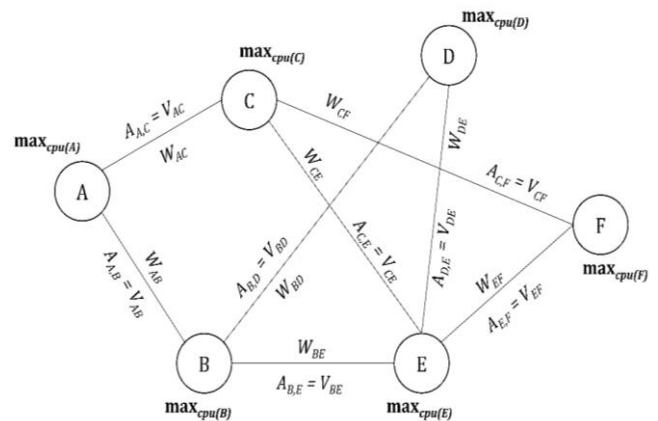 max_cpu(D)
D
max_cpu(C)
C
A_A,C = V_AC
W_AC
W_CF
W_DE
max_cpu(A)
A
W_CE
A_C,F = V_CF
F
max_cpu(F)
W_AB
A_A,B = V_AB
A_B,D = V_BD
W_BD
A_C,E = V_CE
A_D,E = V_DE
W_EF
A_E,F = V_EF
B
W_BE
E
A_B,E = V_BE
max_cpu(B)
max_cpu(E)